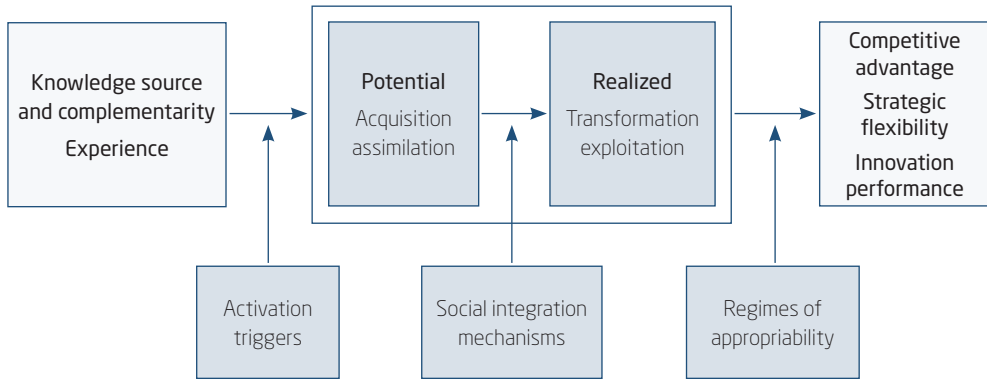 Knowledge source
and complementarity
Experience
Potential
Acquisition
assimilation
Realized
Transformation
exploitation
Competitive
advantage
Strategic
flexibility
Innovation
performance
Activation
triggers
Social integration
mechanisms
Regimes of
appropriability